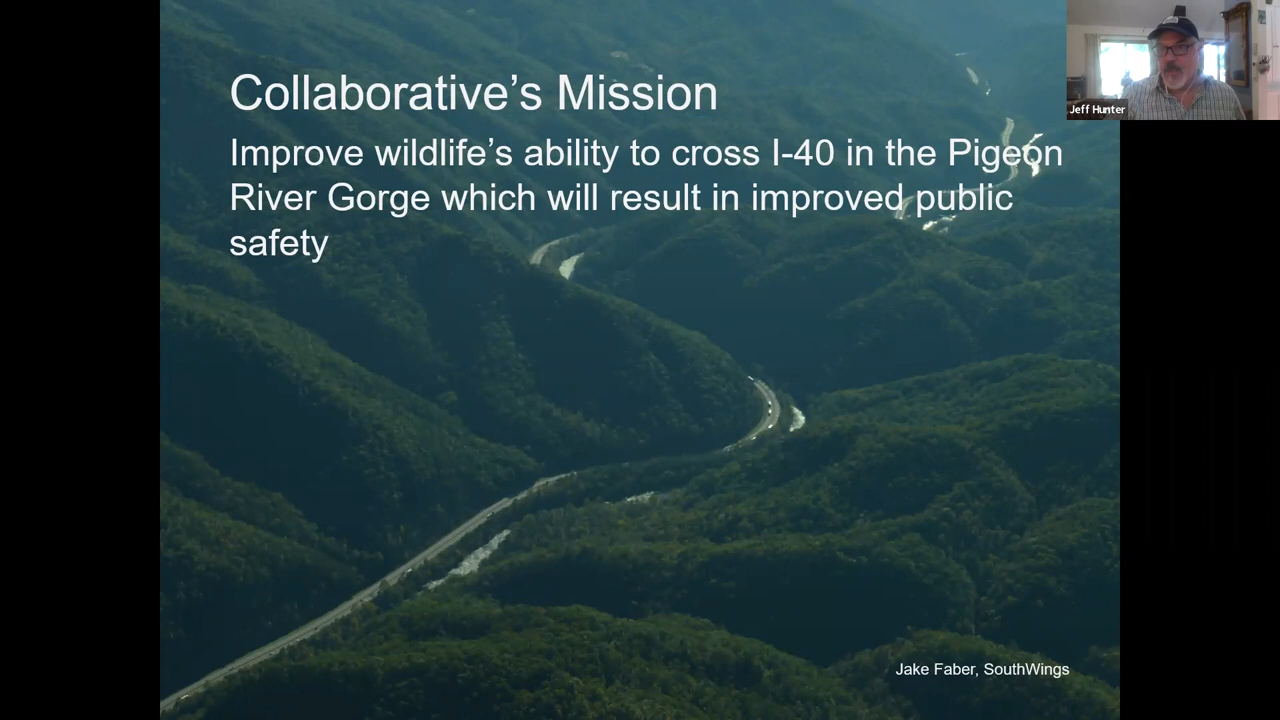 Collaborative’s Mission
Improve wildlife’s ability to cross I-40 in the Pigeon
River Gorge which will result in improved public
safety
Jeff Hunter
Jake Faber, SouthWings